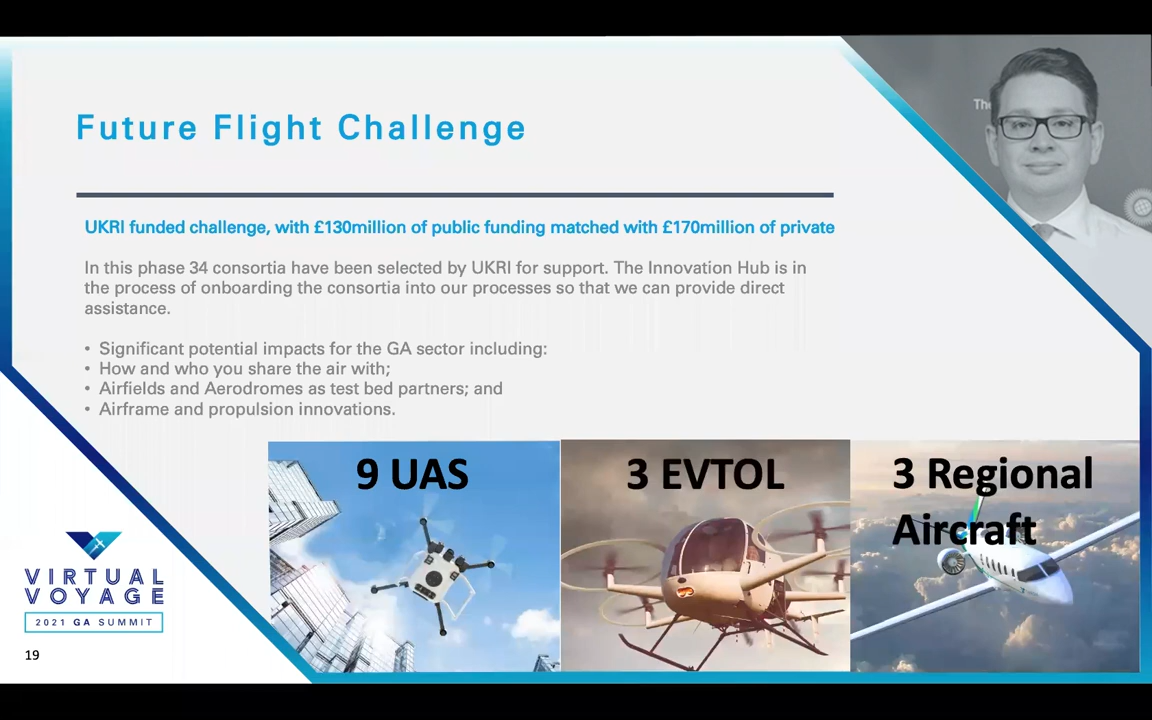 Future Flight Challenge
The
UKRI funded challenge, with £130million of public funding matched with £170million of private
In this phase 34 consortia have been selected by UKRI for support. The Innovation Hub is in
the process of onboarding the consortia into our processes so that we can provide direct
assistance.
• Significant potential impacts for the GA sector including:
• How and who you share the air with;
• Airfields and Aerodromes as test bed partners; and
• Airframe and propulsion innovations.
9 UAS
3 EVTOL
3 Regional
Aircraft
VIRTUAL
VOYAGE
2021 GA SUMMIT
19